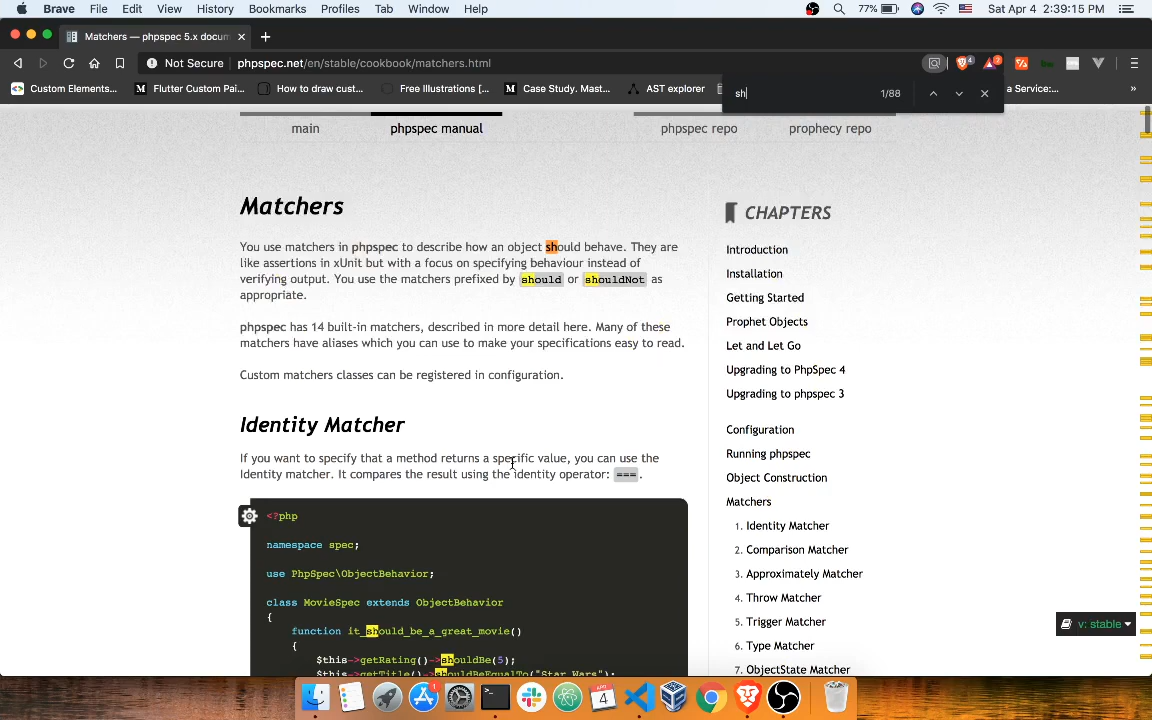 Brave File Edit View History Bookmarks Profiles Tab Window Help 77% Sat Apr 4 2:39:15 PM
Matchers — phpspec 5.x docum
Not Secure phpspec.net/en/stable/cookbook/matchers.html 4 2
Custom Elements... Flutter Custom Pai... How to draw cust... Free Illustrations [... Case Study. Mast... AST explorer a Service:... »
sh 1/88
main phpspec manual phpspec repo prophecy repo
Matchers
You use matchers in phpspec to describe how an object should behave. They are
like assertions in xUnit but with a focus on specifying behaviour instead of
verifying output. You use the matchers prefixed by should or shouldNot as
appropriate.
phpspec has 14 built-in matchers, described in more detail here. Many of these
matchers have aliases which you can use to make your specifications easy to read.
Custom matchers classes can be registered in configuration.
Identity Matcher
If you want to specify that a method returns a specific value, you can use the
Identity matcher. It compares the result using the identity operator: ===.
<?php
namespace spec;
use PhpSpec\ObjectBehavior;
class MovieSpec extends ObjectBehavior
{
function it_should_be_a_great_movie()
{
$this->getRating()->shouldBe(5);
$this->getTitle()->shouldBeEqualTo("Star Wars");
CHAPTERS
Introduction
Installation
Getting Started
Prophet Objects
Let and Let Go
Upgrading to PhpSpec 4
Upgrading to phpspec 3
Configuration
Running phpspec
Object Construction
Matchers
1. Identity Matcher
2. Comparison Matcher
3. Approximately Matcher
4. Throw Matcher
5. Trigger Matcher
6. Type Matcher
7. ObjectState Matcher
v: stable